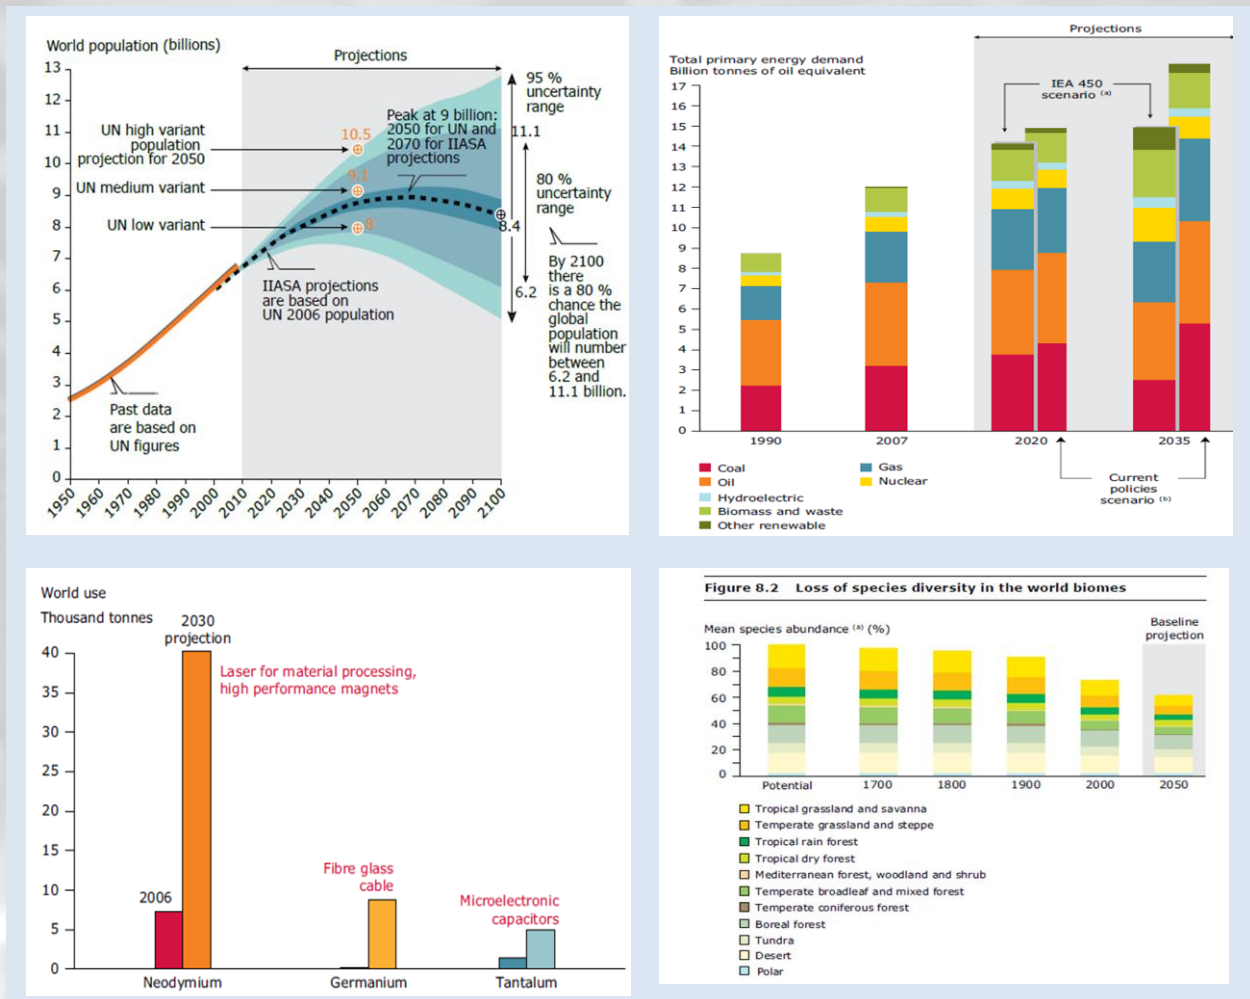 World population (billions)
Projections
13
12
11
10
9
8
7
6
5
4
3
2
1
0
UN high variant
population
projection for 2050
UN medium variant
UN low variant
10.5
9.1
8
Peak at 9 billion:
2050 for UN and
2070 for IIASA
projections
IIASA projections
are based on
UN 2006 population
Past data
are based on
UN figures
95 %
uncertainty
range
11.1
80 %
uncertainty
range
8.4
6.2
By 2100
there
is a 80 %
chance the
global
population
will number
between
6.2 and
11.1 billion.
1950 1960 1970 1980 1990 2000 2010 2020 2030 2040 2050 2060 2070 2080 2090 2100
Projections
Total primary energy demand
Billion tonnes of oil equivalent
17
16
15
14
13
12
11
10
9
8
7
6
5
4
3
2
1
0
IEA 450
scenario (a)
1990 2007 2020 2035
Coal
Oil
Hydroelectric
Biomass and waste
Other renewable
Gas
Nuclear
Current
policies
scenario (b)
World use
Thousand tonnes
2030
projection
40
35
30
25
20
15
10
5
0
Laser for material processing,
high performance magnets
2006
Fibre glass
cable
Microelectronic
capacitors
Neodymium Germanium Tantalum
Figure 8.2 Loss of species diversity in the world biomes
Mean species abundance (a) (%)
Baseline
projection
100
80
60
40
20
0
Potential 1700 1800 1900 2000 2050
Tropical grassland and savanna
Temperate grassland and steppe
Tropical rain forest
Tropical dry forest
Mediterranean forest, woodland and shrub
Temperate broadleaf and mixed forest
Temperate coniferous forest
Boreal forest
Tundra
Desert
Polar